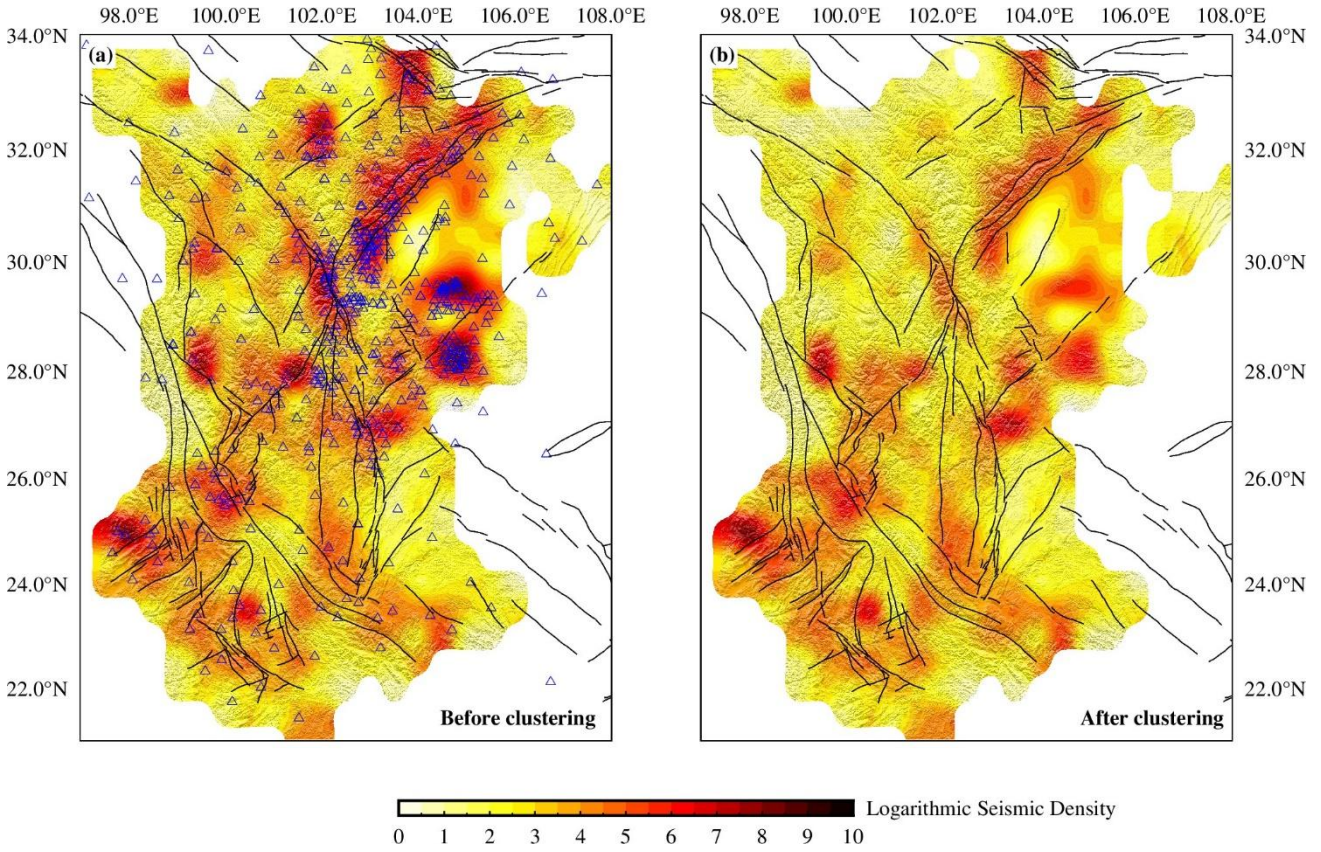 98.0°E 100.0°E 102.0°E 104.0°E 106.0°E 108.0°E
98.0°E 100.0°E 102.0°E 104.0°E 106.0°E 108.0°E
34.0°N
32.0°N
30.0°N
28.0°N
26.0°N
24.0°N
22.0°N
(a)
Before clustering
(b)
After clustering
34.0°N
32.0°N
30.0°N
28.0°N
26.0°N
24.0°N
22.0°N
Logarithmic Seismic Density
0 1 2 3 4 5 6 7 8 9 10